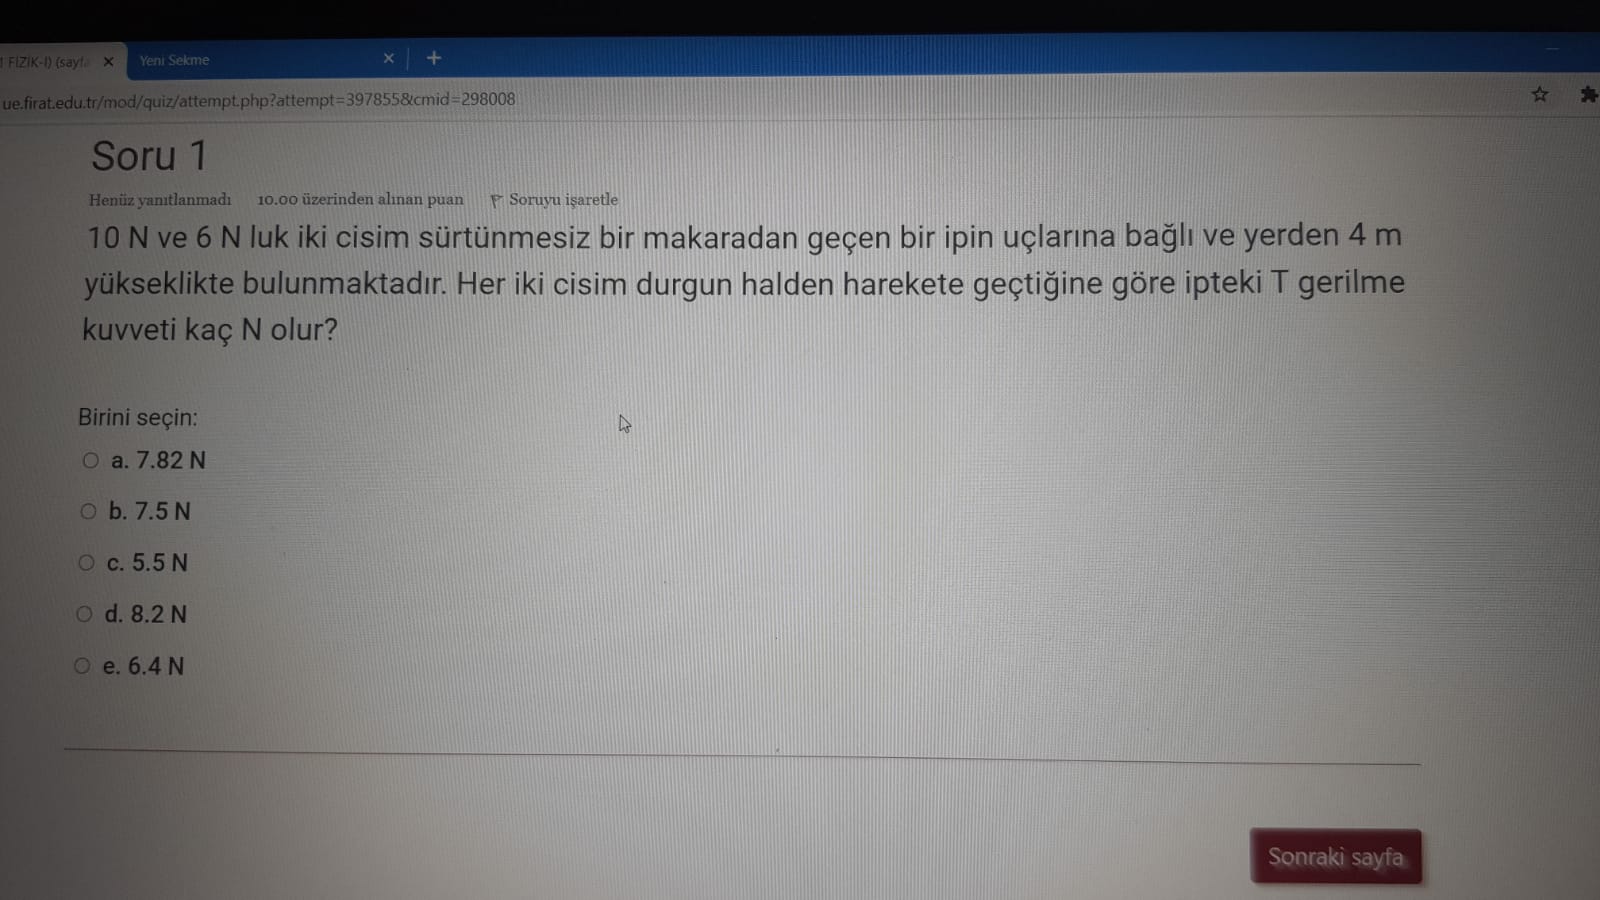 FİZİK-I) (sayfa
Yeni Sekme
ue.firat.edu.tr/mod/quiz/attempt.php?attempt=397855&cmid=298008
Soru 1
Henüz yanıtlanmadı 10.00 üzerinden alınan puan Soruyu işaretle
10 N ve 6 N luk iki cisim sürtünmesiz bir makaradan geçen bir ipin uçlarına bağlı ve yerden 4 m
yükseklikte bulunmaktadır. Her iki cisim durgun halden harekete geçtiğine göre ipteki T gerilme
kuvveti kaç N olur?
Birini seçin:
a. 7.82 N
b. 7.5 N
c. 5.5 N
d. 8.2 N
e. 6.4 N
Sonraki sayfa